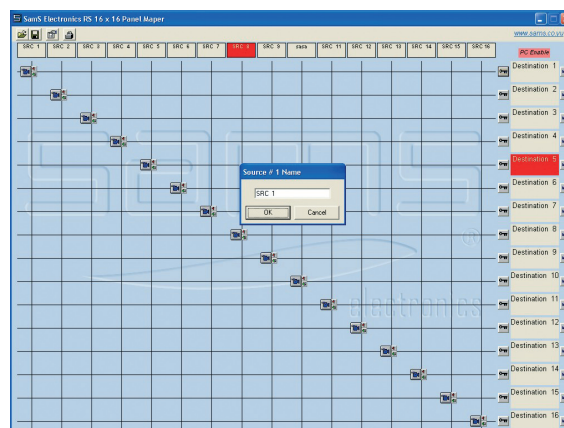 SamS Electronics RS 16 x 16 Panel Maper
www.sams.co.yu
SRC 1 SRC 2 SRC 3 SRC 4 SRC 5 SRC 6 SRC 7 SRC 8 SRC 9 sasa SRC 11 SRC 12 SRC 13 SRC 14 SRC 15 SRC 16
PC Enable
Destination 1
Destination 2
Destination 3
Destination 4
Destination 5
Destination 6
Destination 7
Destination 8
Destination 9
Destination 10
Destination 11
Destination 12
Destination 13
Destination 14
Destination 15
Destination 16
Source # 1 Name
SRC 1
OK Cancel
sams
®
electronics